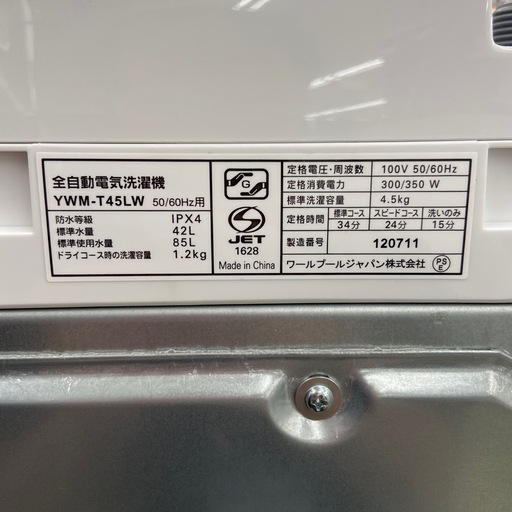 全自動電気洗濯機
YWM-T45LW 50/60Hz用
防水等級 IPX4
標準水量 42L
標準使用水量 85L
ドライコース時の洗濯容量 1.2kg
G
JET
1628
Made in China
定格電圧・周波数 100V 50/60Hz
定格消費電力 300/350 W
標準洗濯容量 4.5kg
定格時間 標準コース スピードコース 洗いのみ
34分 24分 15分
製造番号 120711
ワールプールジャパン株式会社
PS
E